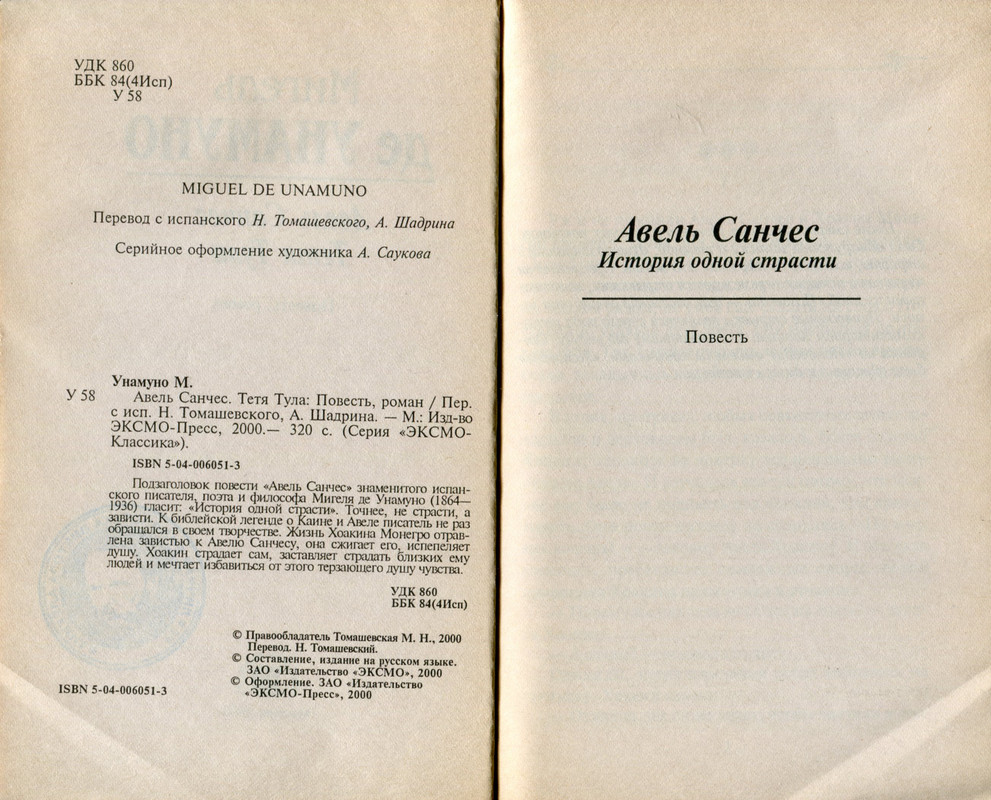 УДК 860
ББК 84(4Исп)
У 58
MIGUEL DE UNAMUNO
Перевод с испанского Н. Томашевского, А. Шадрина
Серийное оформление художника А. Саукова
Унамуно М.
У 58
Авель Санчес. Тетя Тула: Повесть, роман / Пер.
с исп. Н. Томашевского, А. Шадрина. — М.: Изд-во
ЭКСМО-Пресс, 2000.— 320 с. (Серия «ЭКСМО-
Классика»).
ISBN 5-04-006051-3
Подзаголовок повести «Авель Санчес» знаменитого испан-
ского писателя, поэта и философа Мигеля де Унамуно (1864—
1936) гласит: «История одной страсти». Точнее, не страсти, а
зависти. К библейской легенде о Каине и Авеле писатель не раз
обращался в своем творчестве. Жизнь Хоакина Монегро отрав-
лена завистью к Авелю Санчесу, она сжигает его, испепеляет
душу. Хоакин страдает сам, заставляет страдать близких ему
людей и мечтает избавиться от этого терзающего душу чувства.
УДК 860
ББК 84(4Исп)
© Правообладатель Томашевская М. Н., 2000
Перевод. Н. Томашевский.
© Составление, издание на русском языке.
ЗАО «Издательство «ЭКСМО», 2000
© Оформление. ЗАО «Издательство
«ЭКСМО-Пресс», 2000
ISBN 5-04-006051-3
Авель Санчес
История одной страсти
Повесть